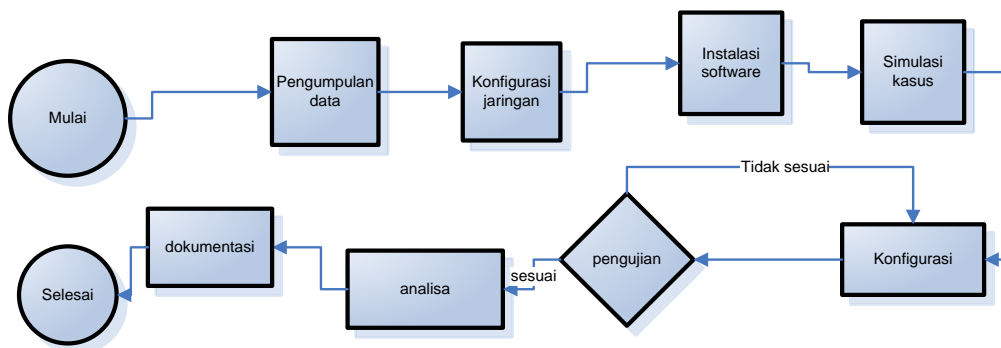 Mulai
Pengumpulan
data
Konfigurasi
jaringan
Instalasi
software
Simulasi
kasus
Tidak sesuai
Konfigurasi
pengujian
sesuai
analisa
dokumentasi
Selesai